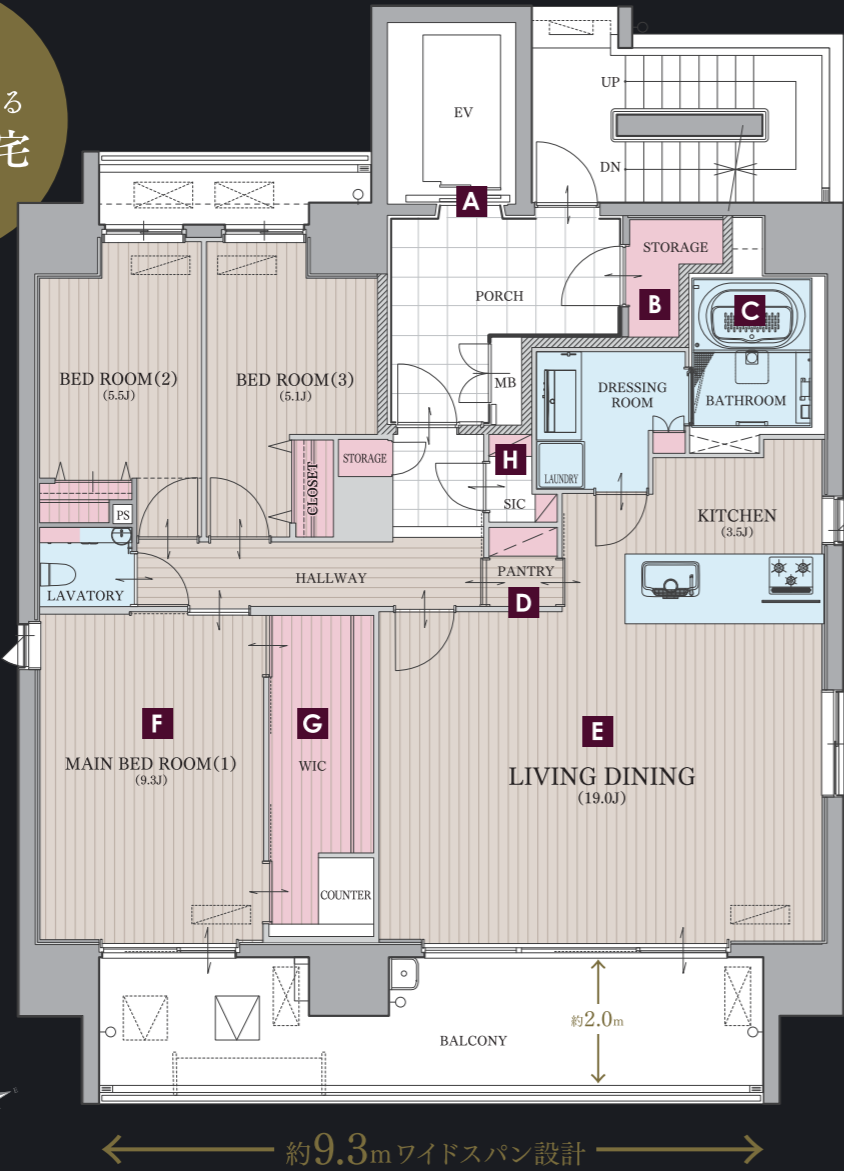 る
宅
EV
UP
DN
A
STORAGE
PORCH
B
C
BED ROOM(2)
(5.5J)
BED ROOM(3)
(5.1J)
MB
DRESSING
ROOM
BATHROOM
STORAGE
H
CLOSET
LAUNDRY
SIC
PS
KITCHEN
(3.5J)
HALLWAY
PANTRY
LAVATORY
D
F
G
E
MAIN BED ROOM(1)
(9.3J)
WIC
LIVING DINING
(19.0J)
COUNTER
約2.0m
BALCONY
約9.3mワイドスパン設計